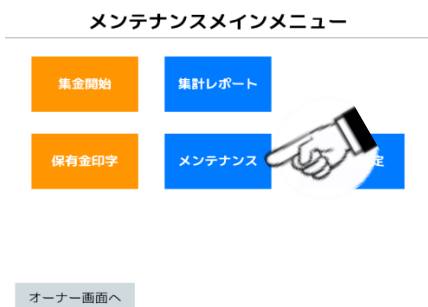 メンテナンスメインメニュー
集金開始
集計レポート
保有金印字
メンテナンス
定
オーナー画面へ